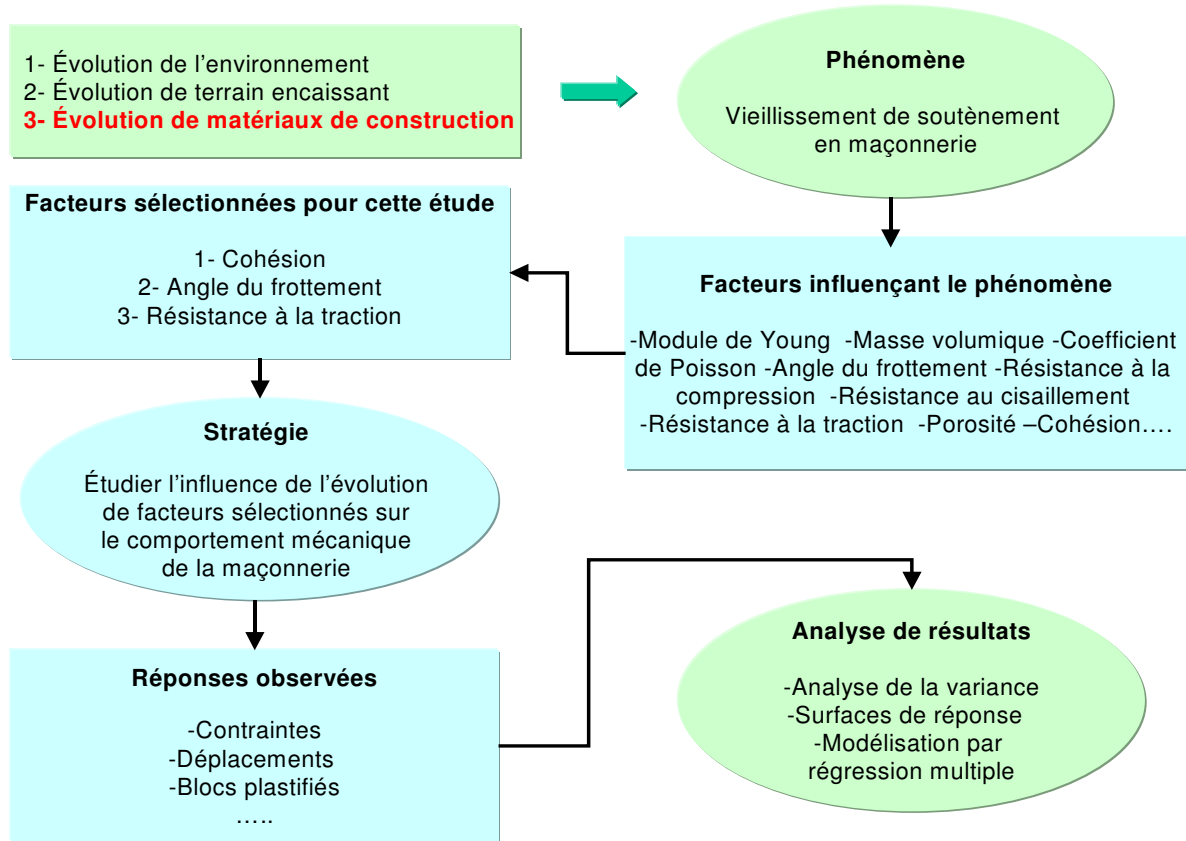 1- Évolution de l'environnement
2- Évolution de terrain encaissant
3- Évolution de matériaux de construction
Phénomène
Vieillissement de soutènement
en maçonnerie
Facteurs sélectionnées pour cette étude
1- Cohésion
2- Angle du frottement
3- Résistance à la traction
Facteurs influençant le phénomène
-Module de Young -Masse volumique -Coefficient
de Poisson -Angle du frottement -Résistance à la
compression -Résistance au cisaillement
-Résistance à la traction -Porosité –Cohésion….
Stratégie
Étudier l'influence de l'évolution
de facteurs sélectionnés sur
le comportement mécanique
de la maçonnerie
Réponses observées
-Contraintes
-Déplacements
-Blocs plastifiés
…..
Analyse de résultats
-Analyse de la variance
-Surfaces de réponse
-Modélisation par
régression multiple